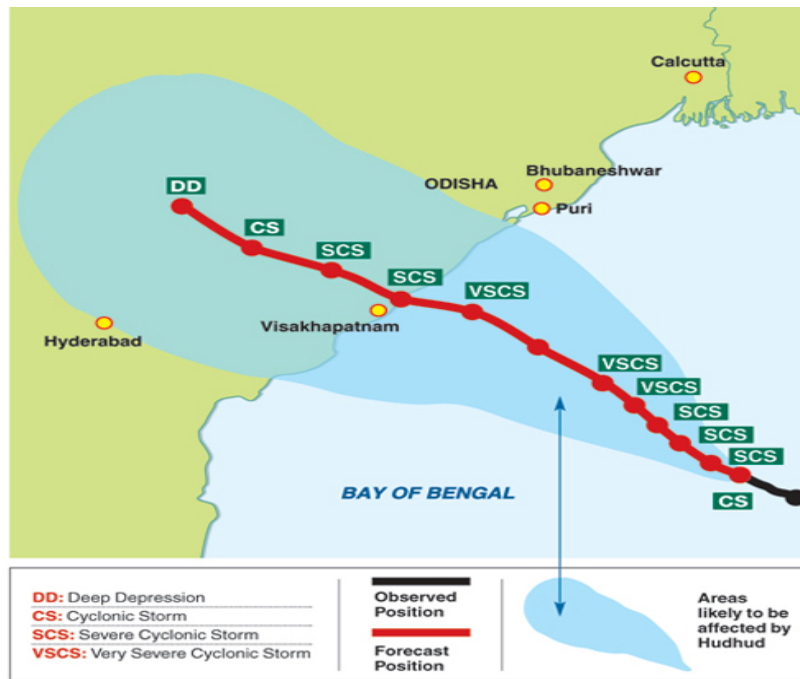 Calcutta
Bhubaneshwar
ODISHA
Puri
DD
CS
SCS
SCS
VSCS
Visakhapatnam
Hyderabad
VSCS
VSCS
SCS
SCS
SCS
CS
BAY OF BENGAL
DD: Deep Depression
CS: Cyclonic Storm
SCS: Severe Cyclonic Storm
VSCS: Very Severe Cyclonic Storm
Observed
Position
Forecast
Position
Areas
likely to be
affected by
Hudhud